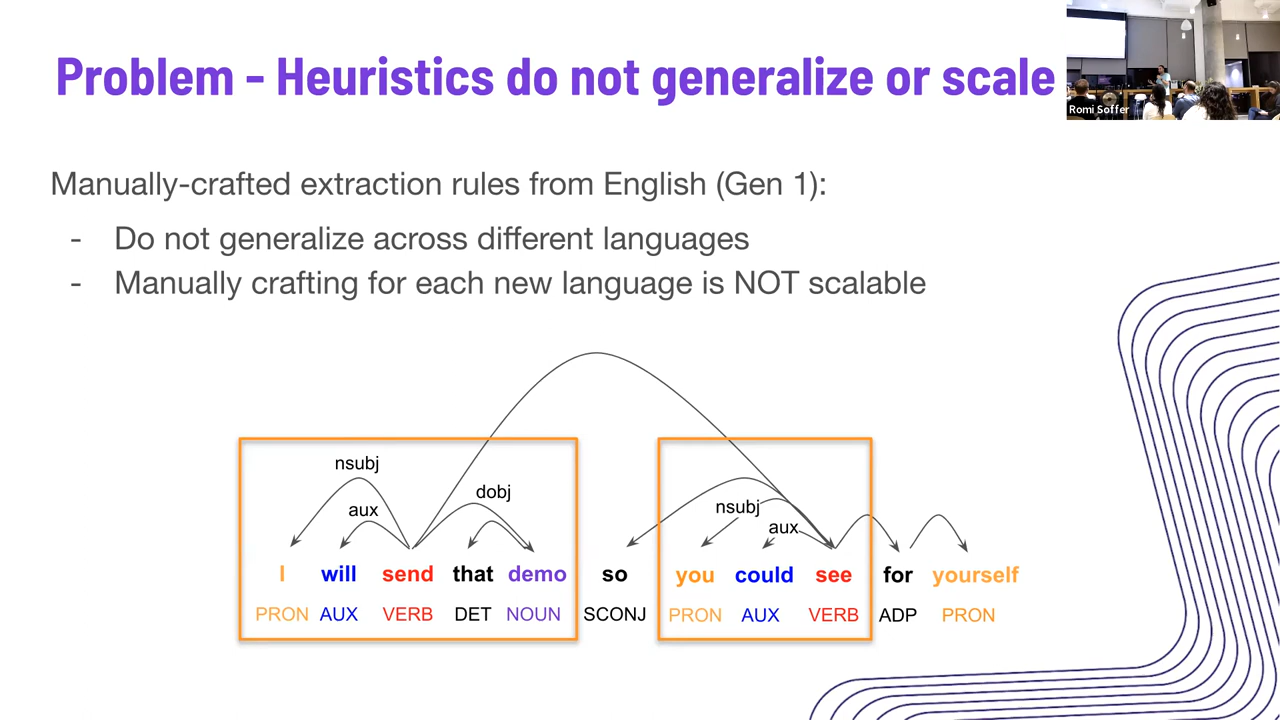 Problem - Heuristics do not generalize or scale
Romi Soffer
Manually-crafted extraction rules from English (Gen 1):
- Do not generalize across different languages
- Manually crafting for each new language is NOT scalable
nsubj
dobj
aux
nsubj
aux
I will send that demo so you could see for yourself
PRON AUX VERB DET NOUN SCONJ PRON AUX VERB ADP PRON